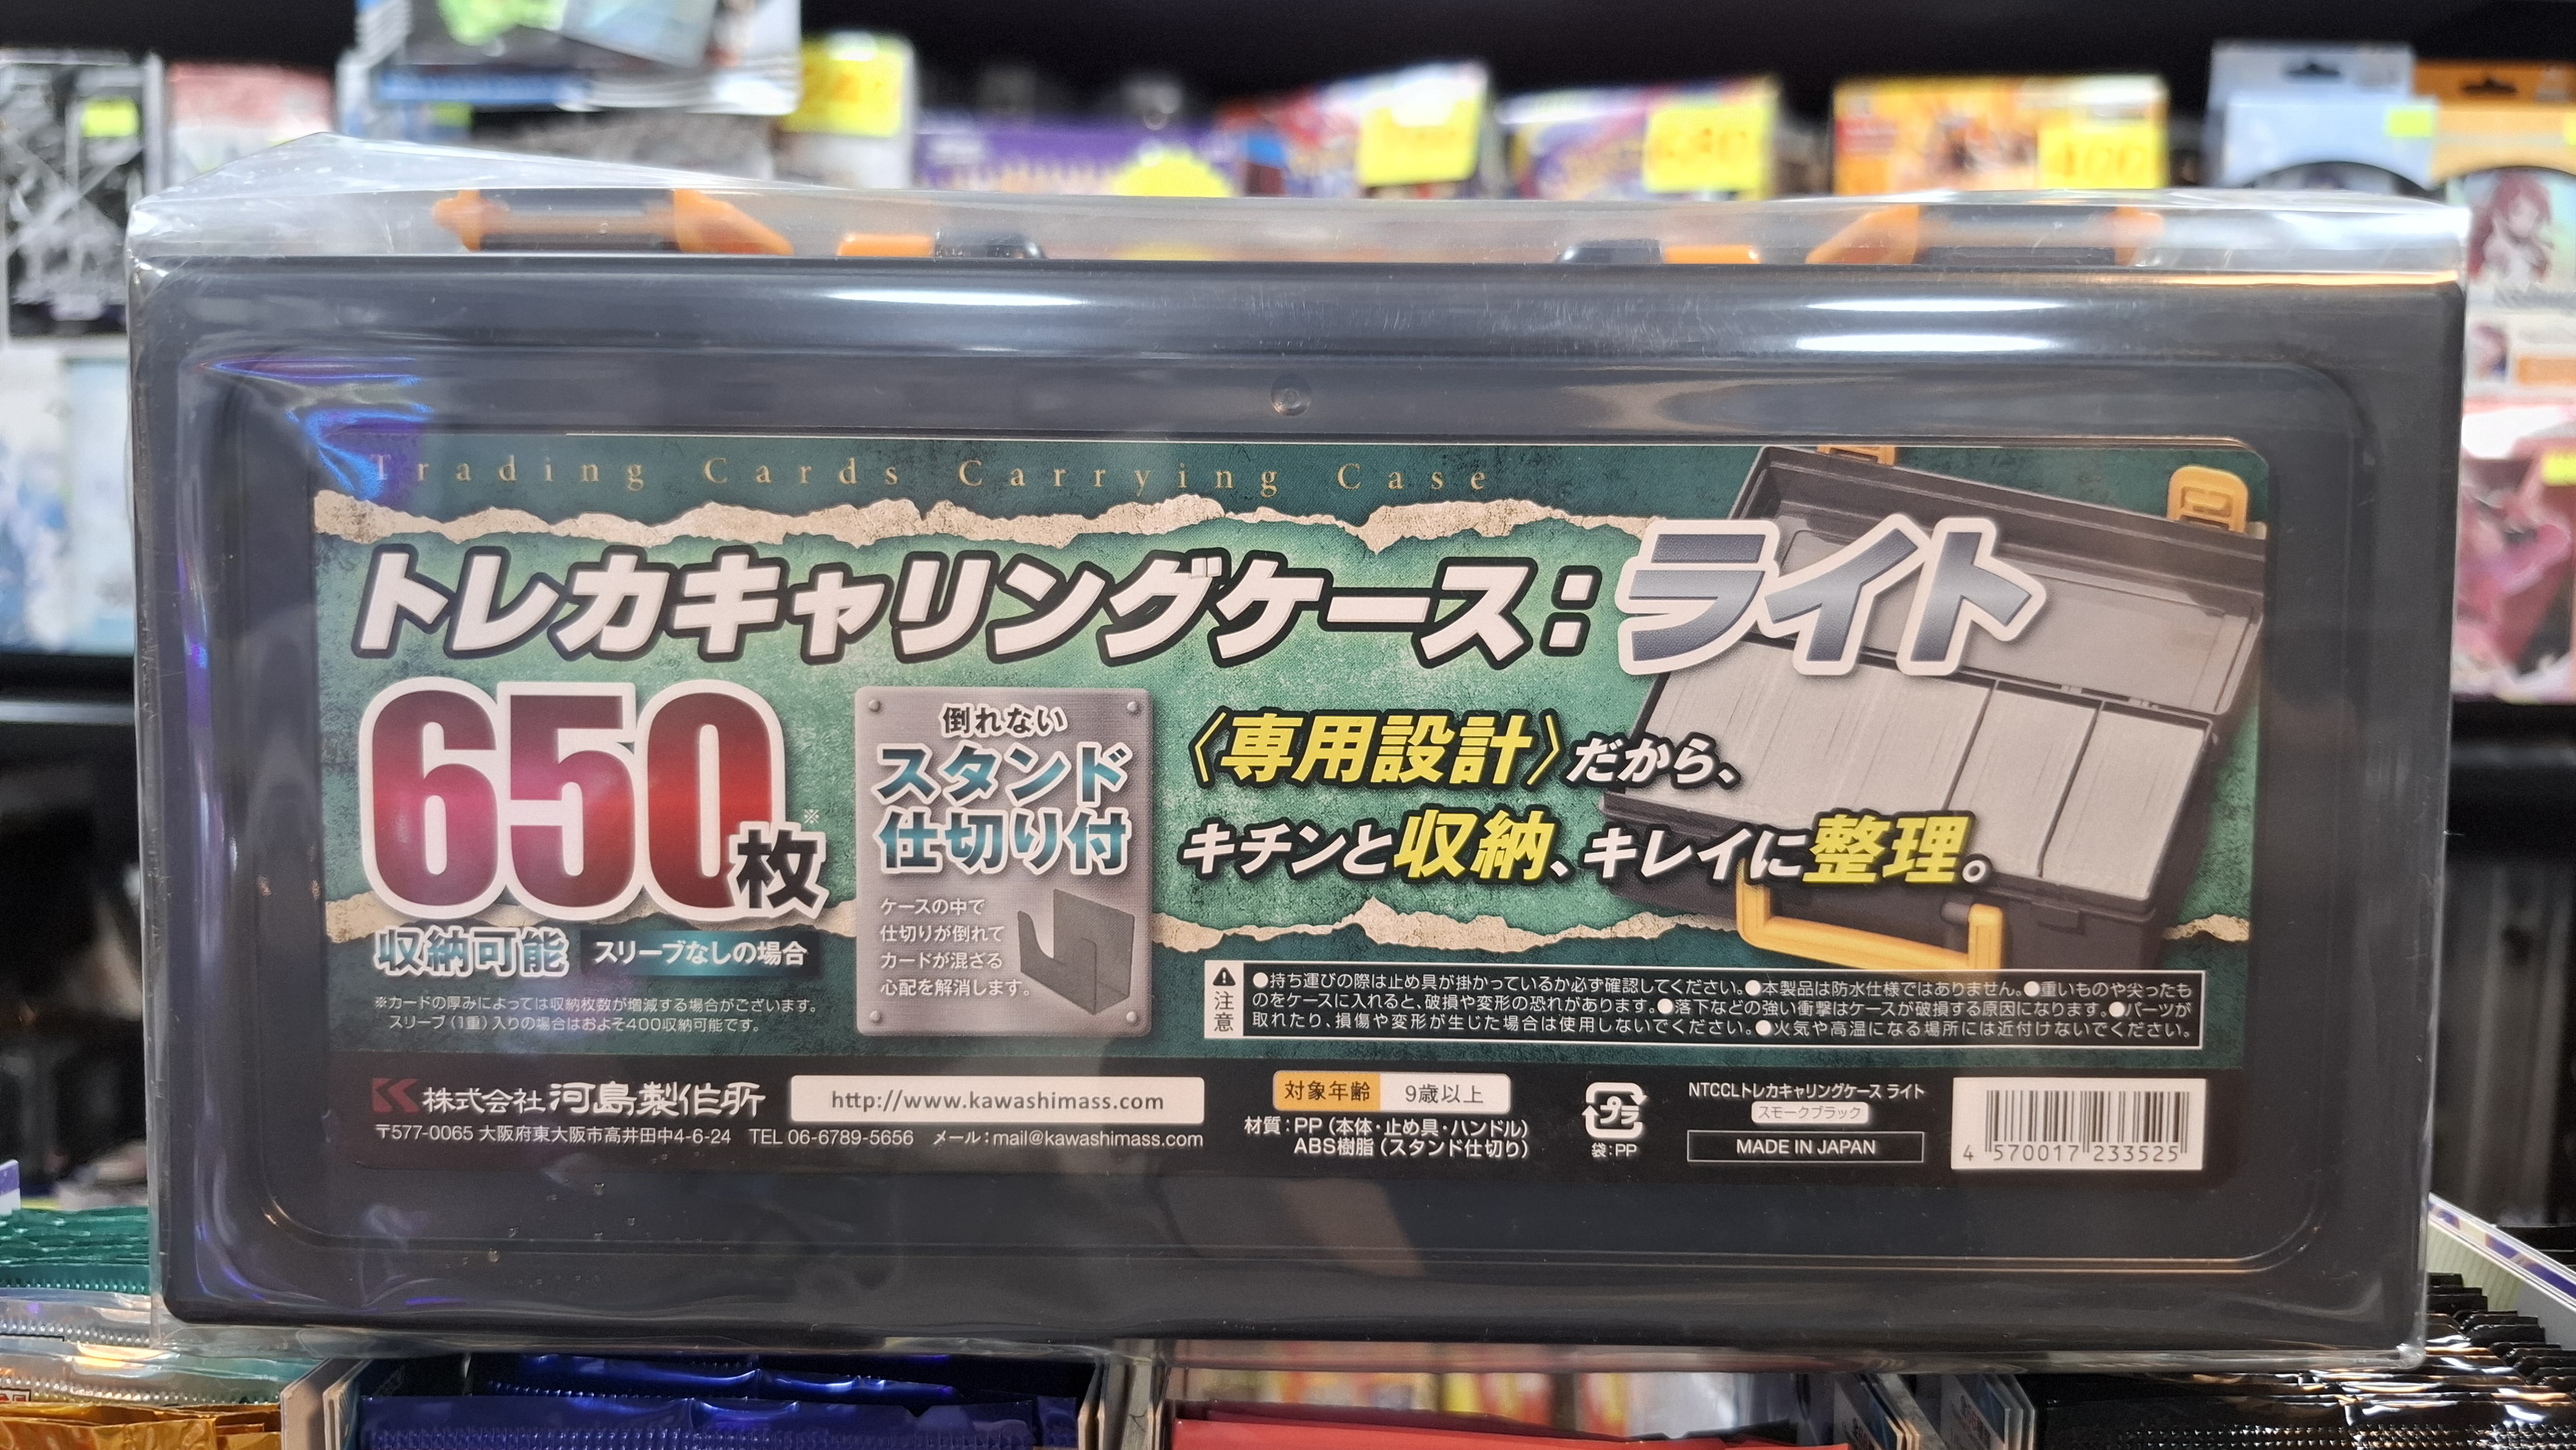 Trading Cards Carrying Case
トレカキャリングケース：ライト
650枚※
収納可能 スリーブなしの場合
※カードの厚みによっては収納枚数が増減する場合がございます。
スリーブ（1重）入りの場合はおよそ400収納可能です。
倒れない
スタンド
仕切り付
ケースの中で
仕切りが倒れて
カードが混ざる
心配を解消します。
〈専用設計〉だから、
キチンと収納、キレイに整理。
注意
●持ち運びの際は止め具が掛かっているか必ず確認してください。●本製品は防水仕様ではありません。●重いものや尖ったも
のをケースに入れると、破損や変形の恐れがあります。●落下などの強い衝撃はケースが破損する原因になります。●パーツが
取れたり、損傷や変形が生じた場合は使用しないでください。●火気や高温になる場所には近付けないでください。
株式会社 河島製作所
http://www.kawashimass.com
〒577-0065 大阪府東大阪市高井田中4-6-24 TEL 06-6789-5656 メール：mail@kawashimass.com
対象年齢 9歳以上
材質：PP（本体・止め具・ハンドル）
ABS樹脂（スタンド仕切り）
プラ
袋：PP
NTCCLトレカキャリングケース ライト
スモークブラック
MADE IN JAPAN
4 570017 233525